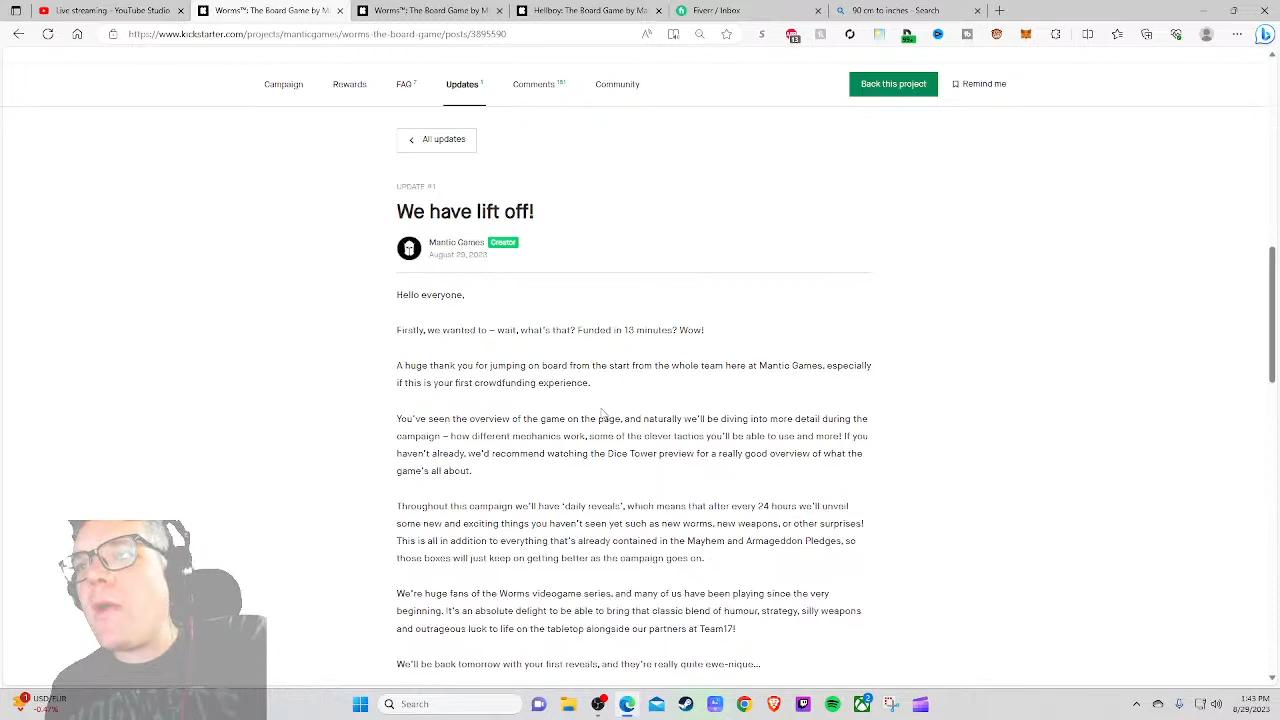 Live streaming - YouTube Studio
Worms™: The Board Game by M
Worms™: The Board Game by M
Hellboy: The Board Game by Ma
Fiverr / Inbox
90 cm to inches - Search
https://www.kickstarter.com/projects/manticgames/worms-the-board-game/posts/3895590
Campaign
Rewards
FAQ 7
Updates 1
Comments 151
Community
Back this project
Remind me
All updates
UPDATE #1
We have lift off!
Mantic Games Creator
August 29, 2023
Hello everyone,
Firstly, we wanted to – wait, what's that? Funded in 13 minutes? Wow!
A huge thank you for jumping on board from the start from the whole team here at Mantic Games, especially
if this is your first crowdfunding experience.
You've seen the overview of the game on the page, and naturally we'll be diving into more detail during the
campaign – how different mechanics work, some of the clever tactics you'll be able to use and more! If you
haven't already, we'd recommend watching the Dice Tower preview for a really good overview of what the
game's all about.
Throughout this campaign we'll have 'daily reveals', which means that after every 24 hours we'll unveil
some new and exciting things you haven't seen yet such as new worms, new weapons, or other surprises!
This is all in addition to everything that's already contained in the Mayhem and Armageddon Pledges, so
those boxes will just keep on getting better as the campaign goes on.
We're huge fans of the Worms videogame series, and many of us have been playing since the very
beginning. It's an absolute delight to be able to bring that classic blend of humour, strategy, silly weapons
and outrageous luck to life on the tabletop alongside our partners at Team17!
We'll be back tomorrow with your first reveals, and they're really quite ewe-nique...
USD/EUR
-0.47%
Search
1:43 PM
8/29/2023